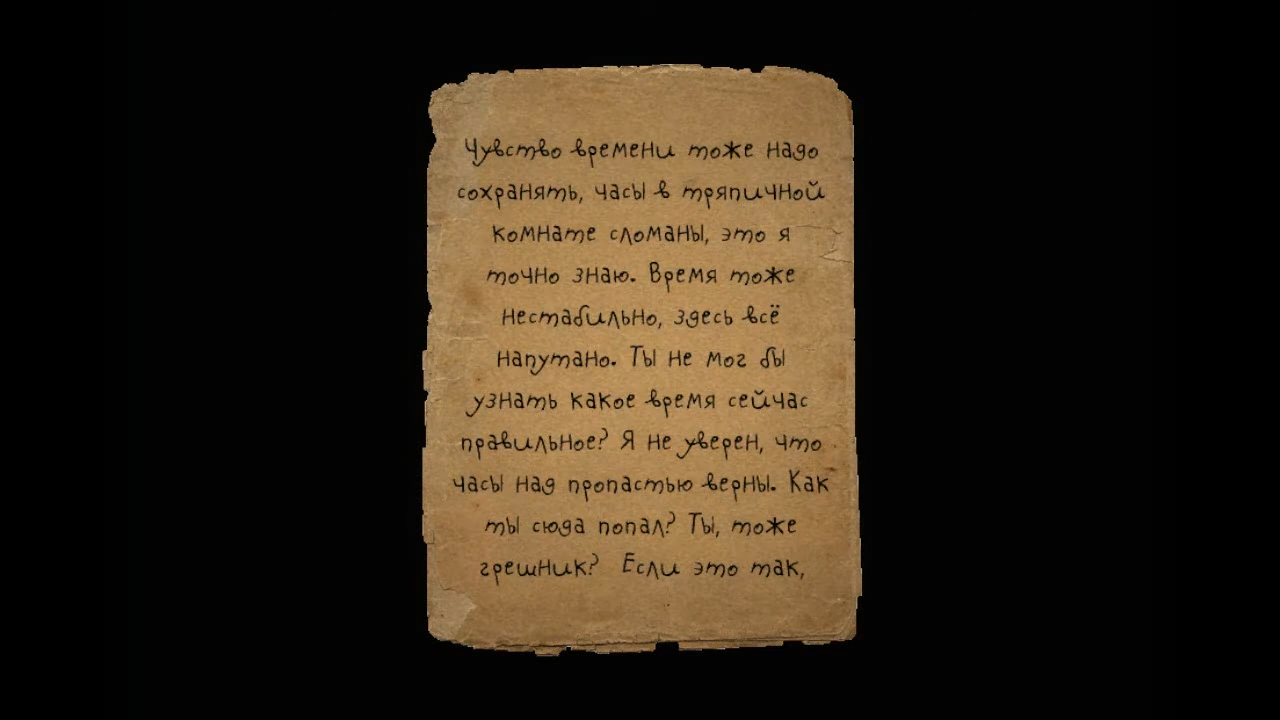 Чувство времени тоже надо
сохранять, часы в тряпичной
комнате сломаны, это я
точно знаю. Время тоже
нестабильно, здесь всё
напутано. Ты не мог бы
узнать какое время сейчас
правильное? Я не уверен, что
часы над пропастью верны. Как
ты сюда попал? Ты, тоже
грешник? Если это так,